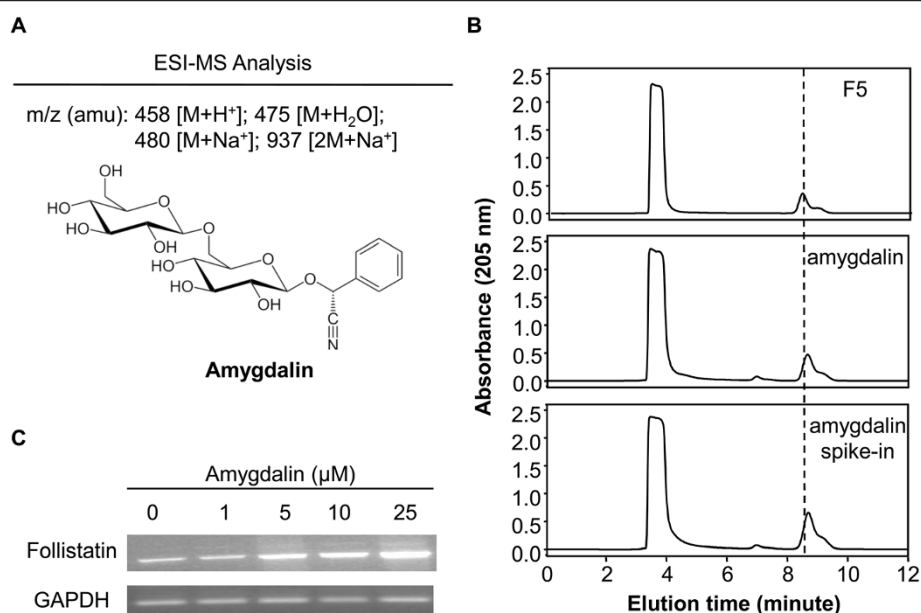 A
ESI-MS Analysis
m/z (amu): 458 [M+H⁺]; 475 [M+H₂O];
480 [M+Na⁺]; 937 [2M+Na⁺]
OH
O
HO
HO
O
OH
O
HO
O
HO
OH
C
N
Amygdalin
B
Absorbance (205 nm)
2.5
2.0
1.5
1.0
0.5
0.0
F5
2.5
2.0
1.5
1.0
0.5
0.0
amygdalin
2.5
2.0
1.5
1.0
0.5
0.0
amygdalin
spike-in
0 2 4 6 8 10 12
Elution time (minute)
C
Amygdalin (μM)
0 1 5 10 25
Follistatin
GAPDH